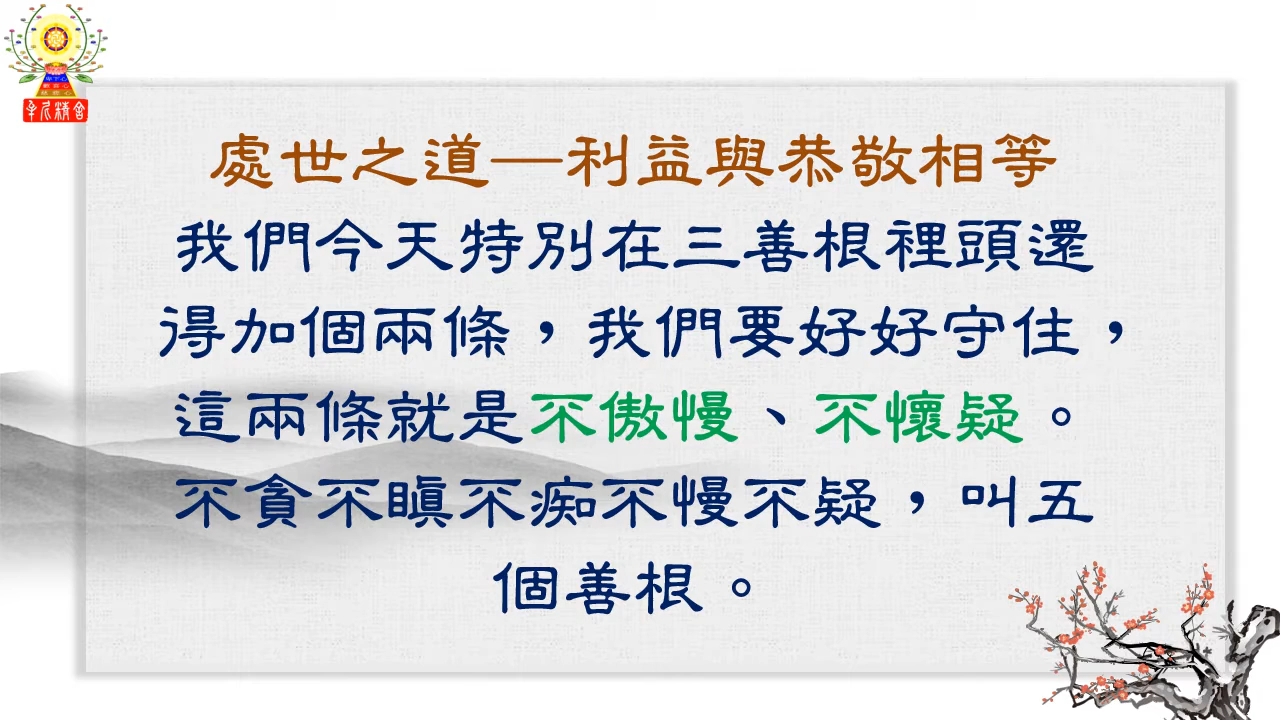 處世之道—利益與恭敬相等
我們今天特別在三善根裡頭還
得加個兩條，我們要好好守住，
這兩條就是不傲慢、不懷疑。
不貪不瞋不痴不慢不疑，叫五
個善根。